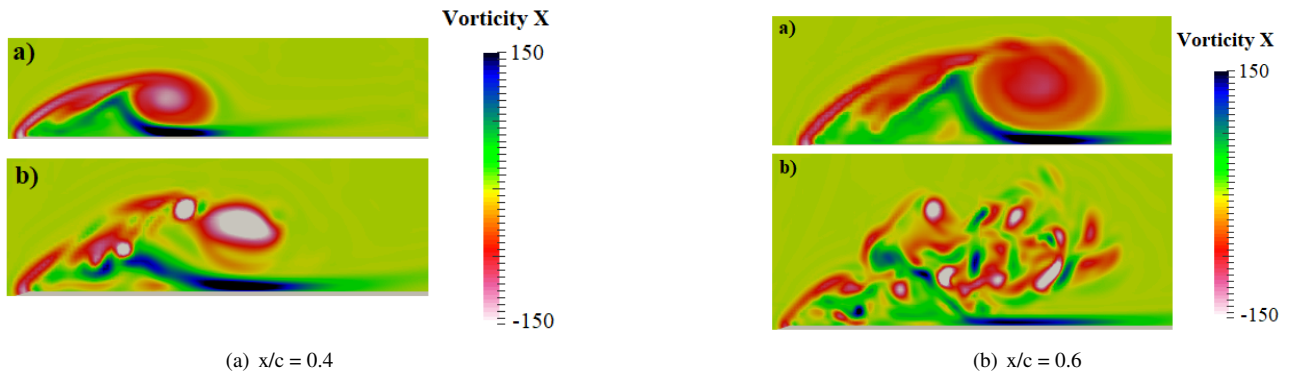 Vorticity X
a)
150
b)
-150
(a) x/c = 0.4
a)
Vorticity X
150
b)
-150
(b) x/c = 0.6